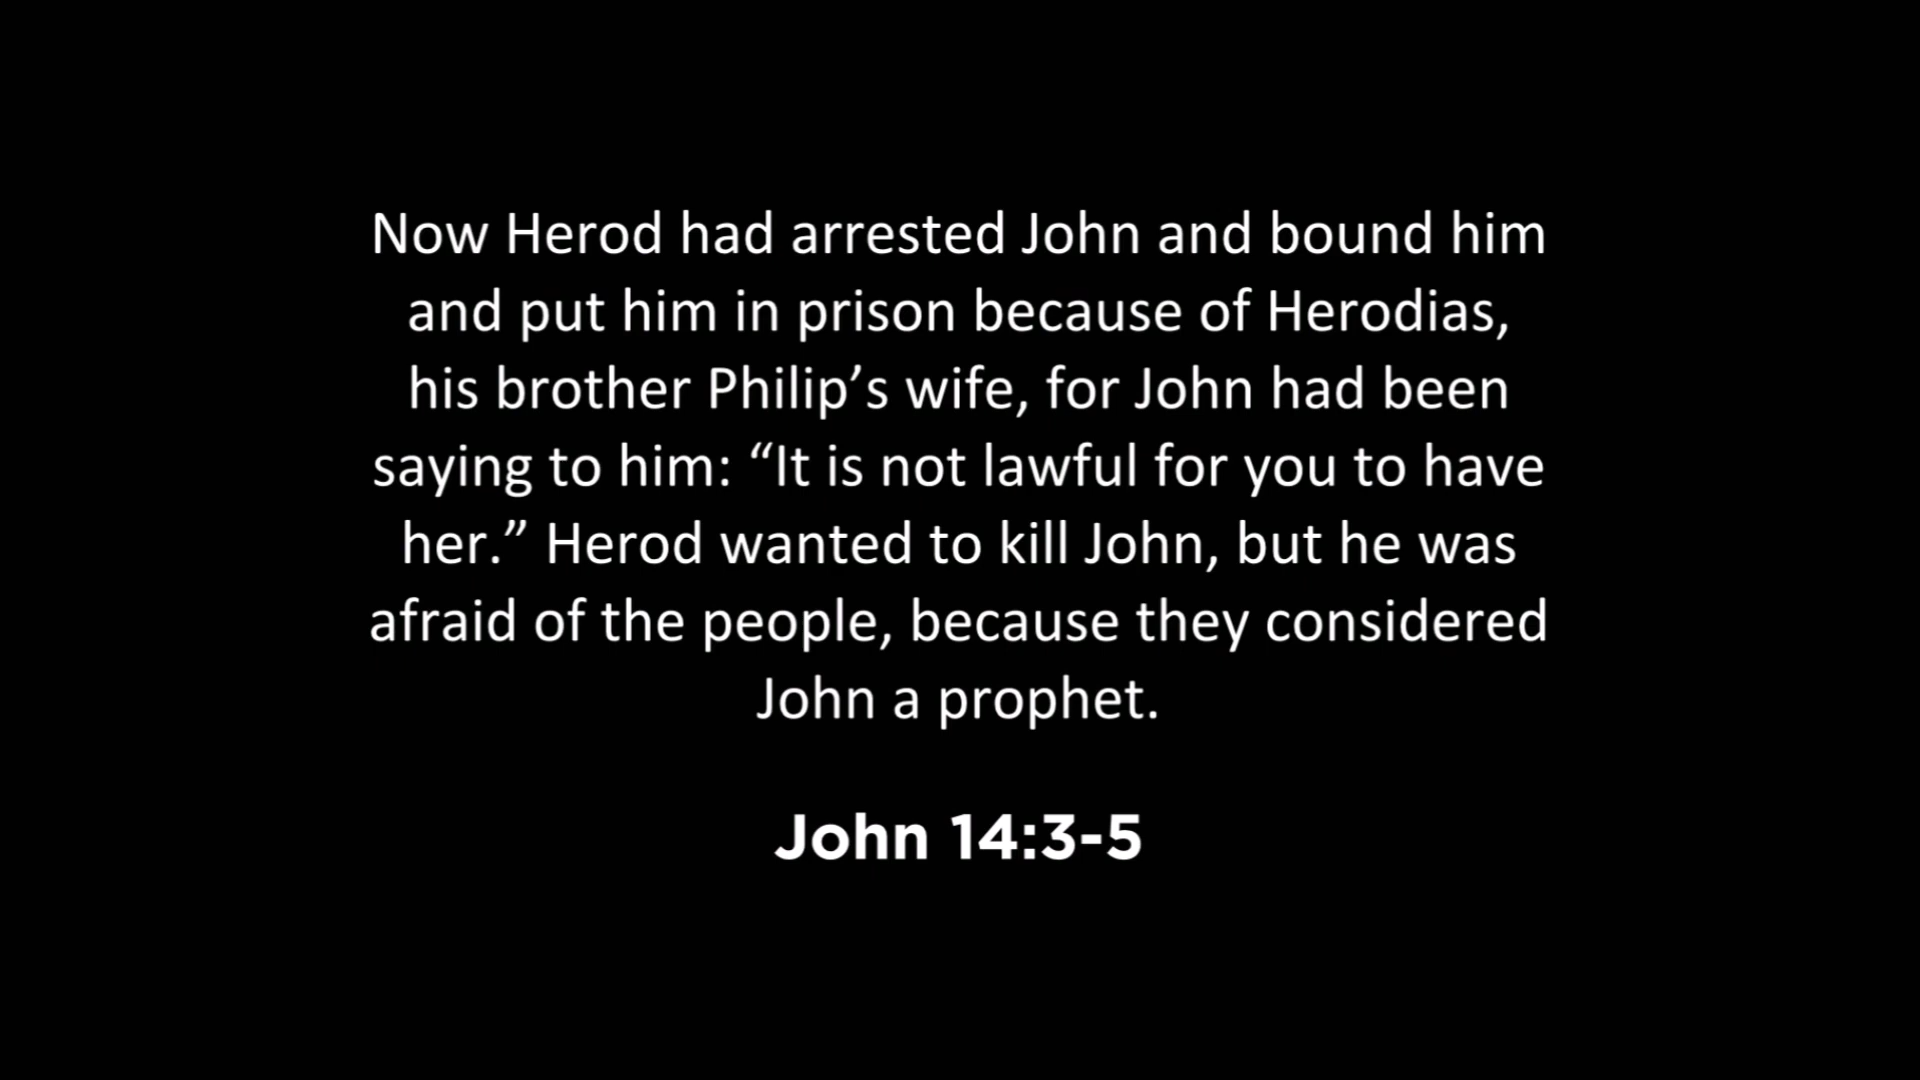 Now Herod had arrested John and bound him
and put him in prison because of Herodias,
his brother Philip’s wife, for John had been
saying to him: “It is not lawful for you to have
her.” Herod wanted to kill John, but he was
afraid of the people, because they considered
John a prophet.
John 14:3-5